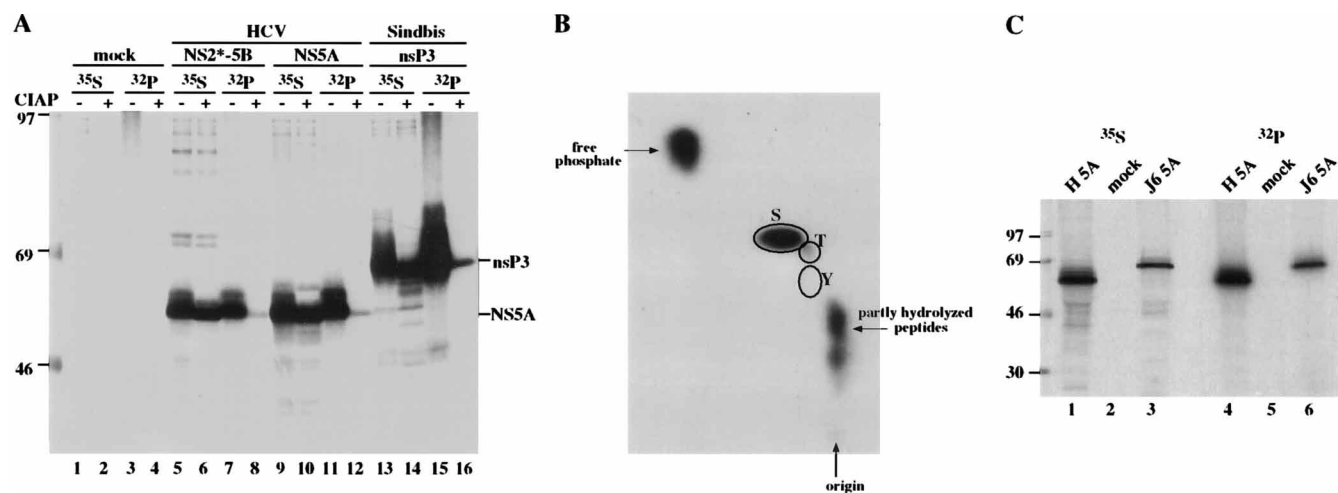 A
HCV Sindbis
mock NS2*-5B NS5A nsP3
35S 32P 35S 32P 35S 32P 35S 32P
CIAP - + - + - + - + - + - + - + - +
97
69
46
nsP3
NS5A
1 2 3 4 5 6 7 8 9 10 11 12 13 14 15 16
B
free
phosphate
S
T
Y
partly hydrolyzed
peptides
origin
C
35S 32P
H 5A mock J6 5A H 5A mock J6 5A
97
69
46
30
1 2 3 4 5 6